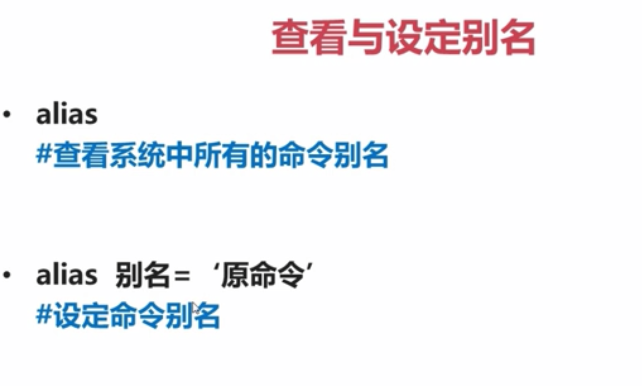 查看与设定别名
• alias
#查看系统中所有的命令别名
• alias 别名= ‘原命令’
#设定命令别名